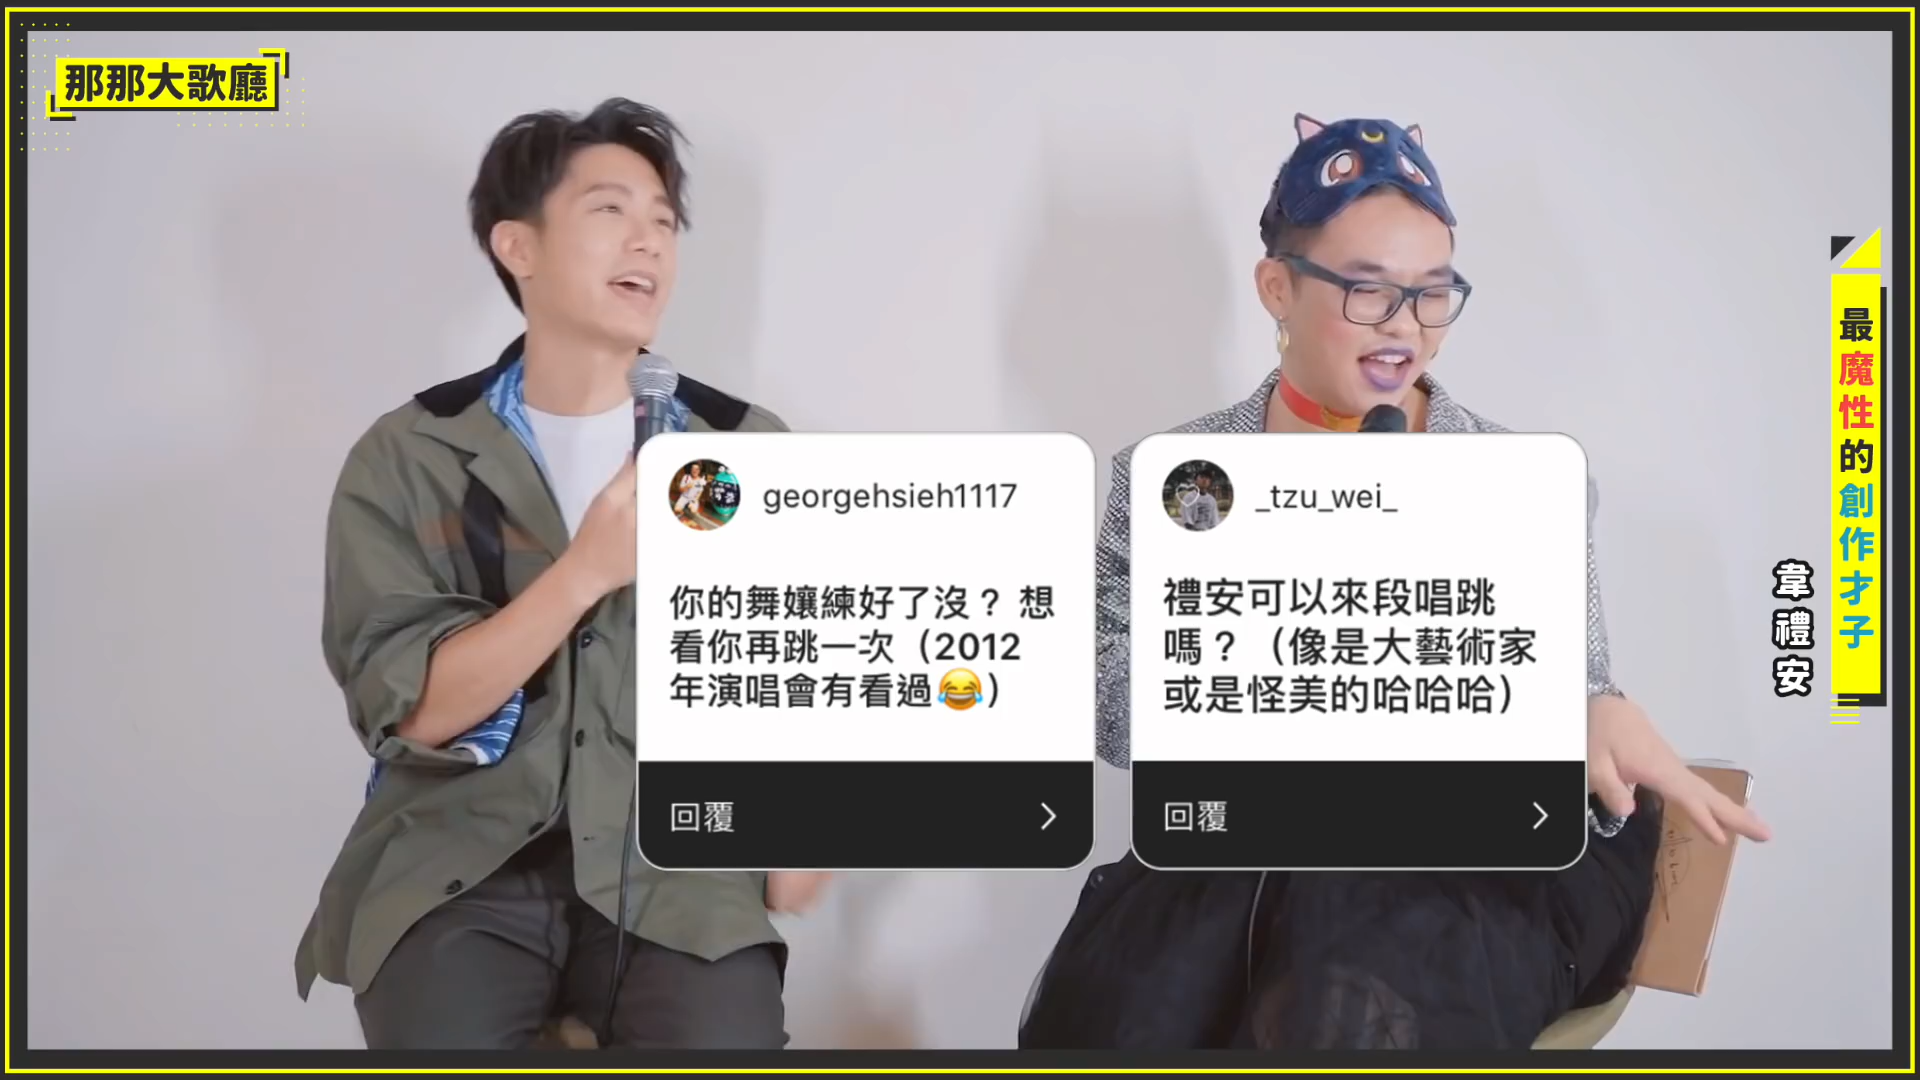 那那大歌廳
georgehsieh1117
你的舞孃練好了沒？ 想
看你再跳一次（2012
年演唱會有看過😂）
回覆
_tzu_wei_
禮安可以來段唱跳
嗎？（像是大藝術家
或是怪美的哈哈哈）
回覆
最魔性的創作才子
韋禮安